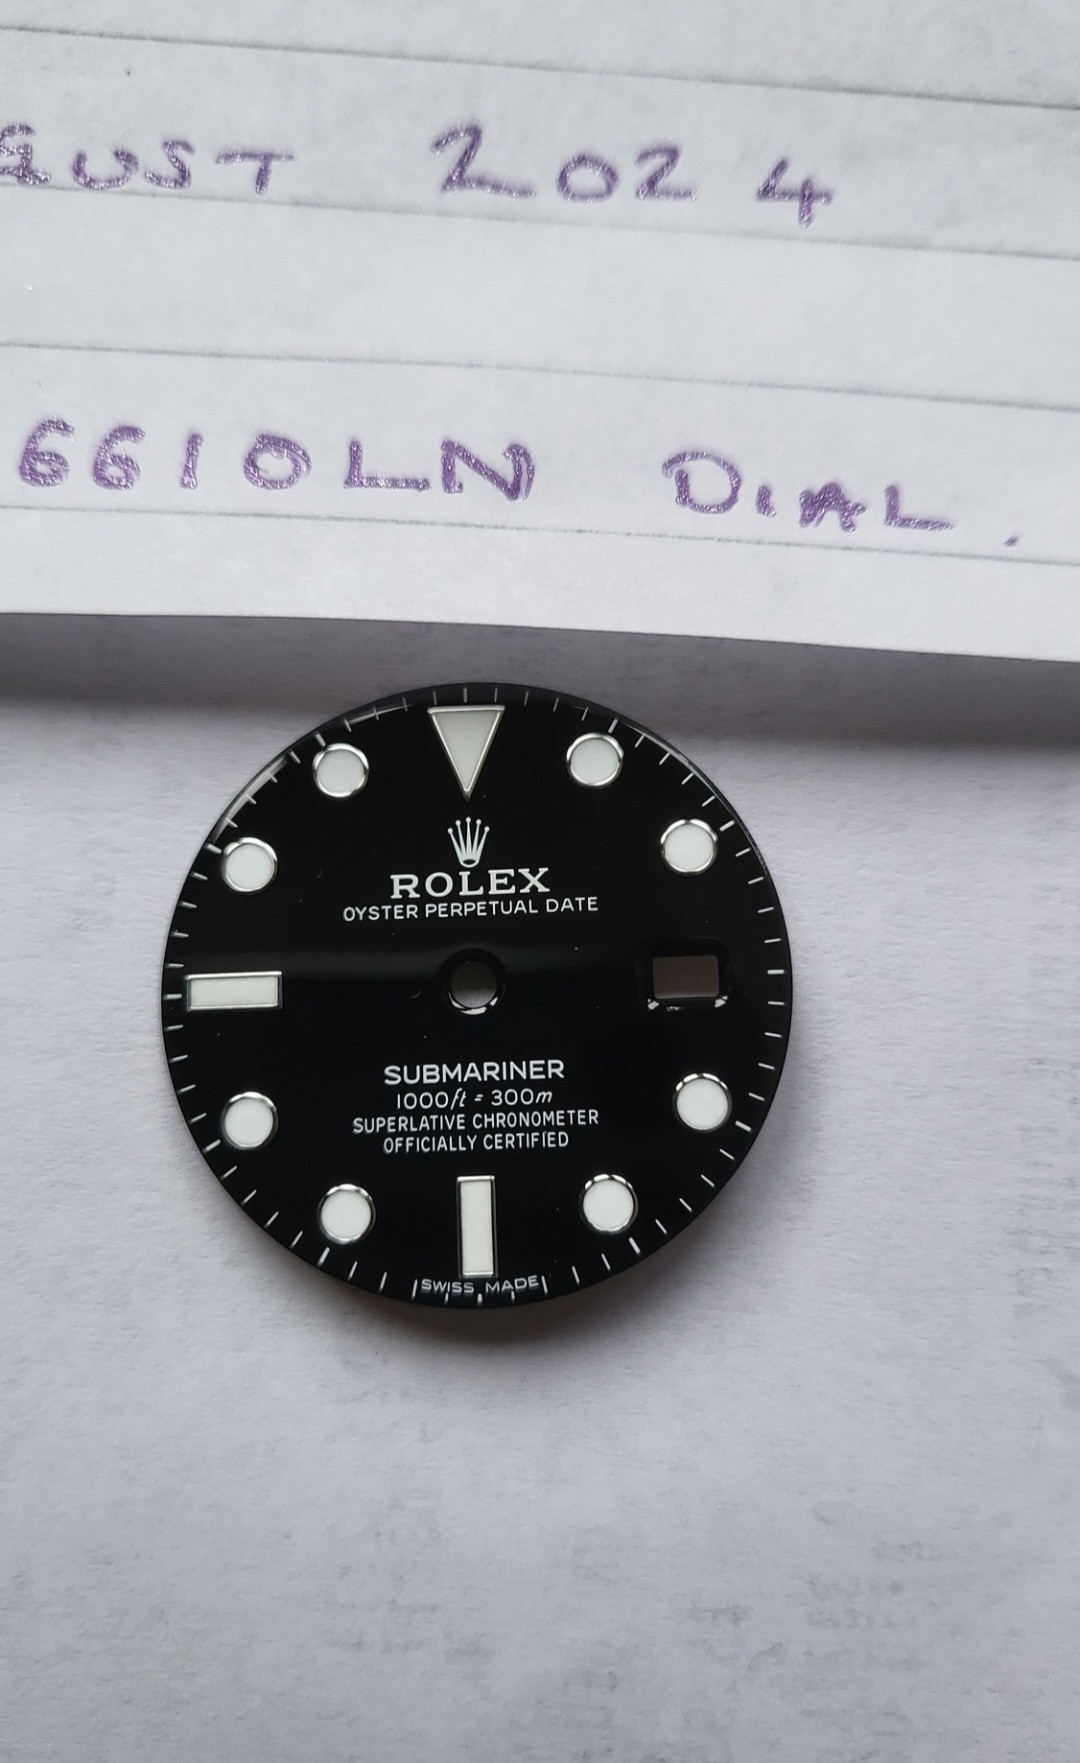 GUST 2024
6610LN DIAL.
ROLEX
OYSTER PERPETUAL DATE
SUBMARINER
1000ft = 300m
SUPERLATIVE CHRONOMETER
OFFICIALLY CERTIFIED
SWISS MADE